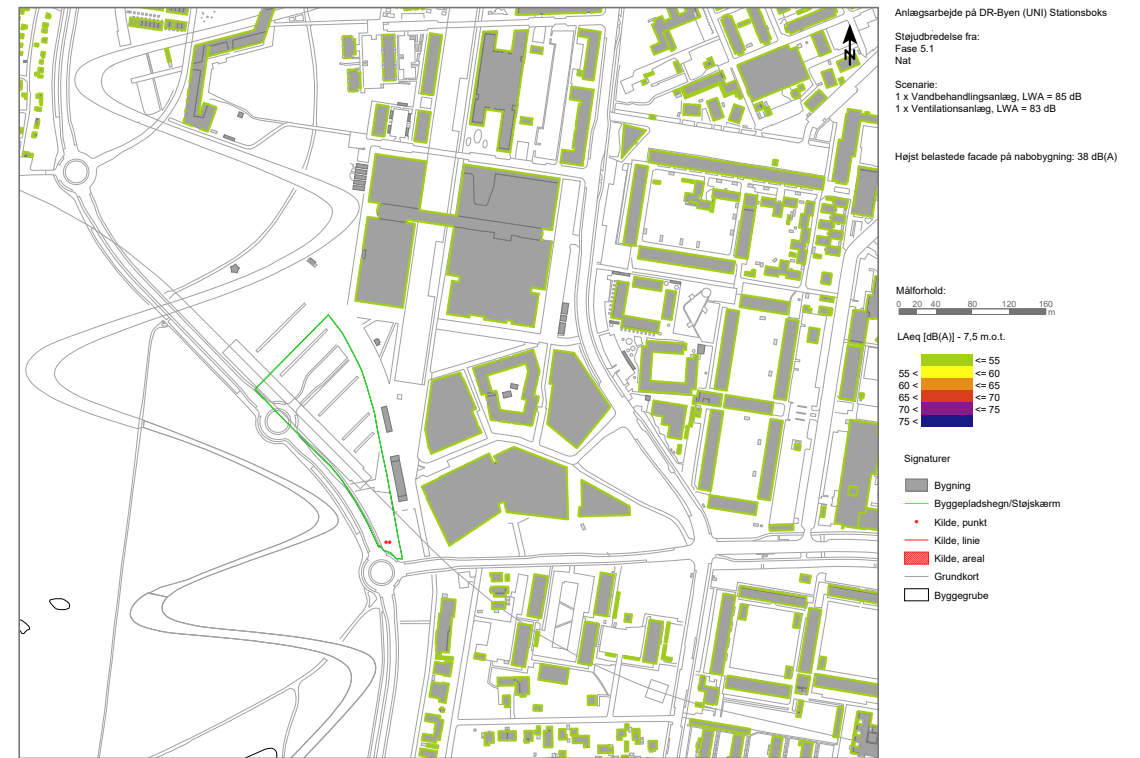 Anlægsarbejde på DR-Byen (UNI) Stationsboks
Støjudbredelse fra:
Fase 5.1
Nat
Scenarie:
1 x Vandbehandlingsanlæg, LWA = 85 dB
1 x Ventilationsanlæg, LWA = 83 dB
Højst belastede facade på nabobygning: 38 dB(A)
N
Målforhold:
0 20 40 80 120 160
m
LAeq [dB(A)] - 7,5 m.o.t.
<= 55
55 < <= 60
60 < <= 65
65 < <= 70
70 < <= 75
75 <
Signaturer
Bygning
Byggepladshegn/Støjskærm
Kilde, punkt
Kilde, linie
Kilde, areal
Grundkort
Byggegrube